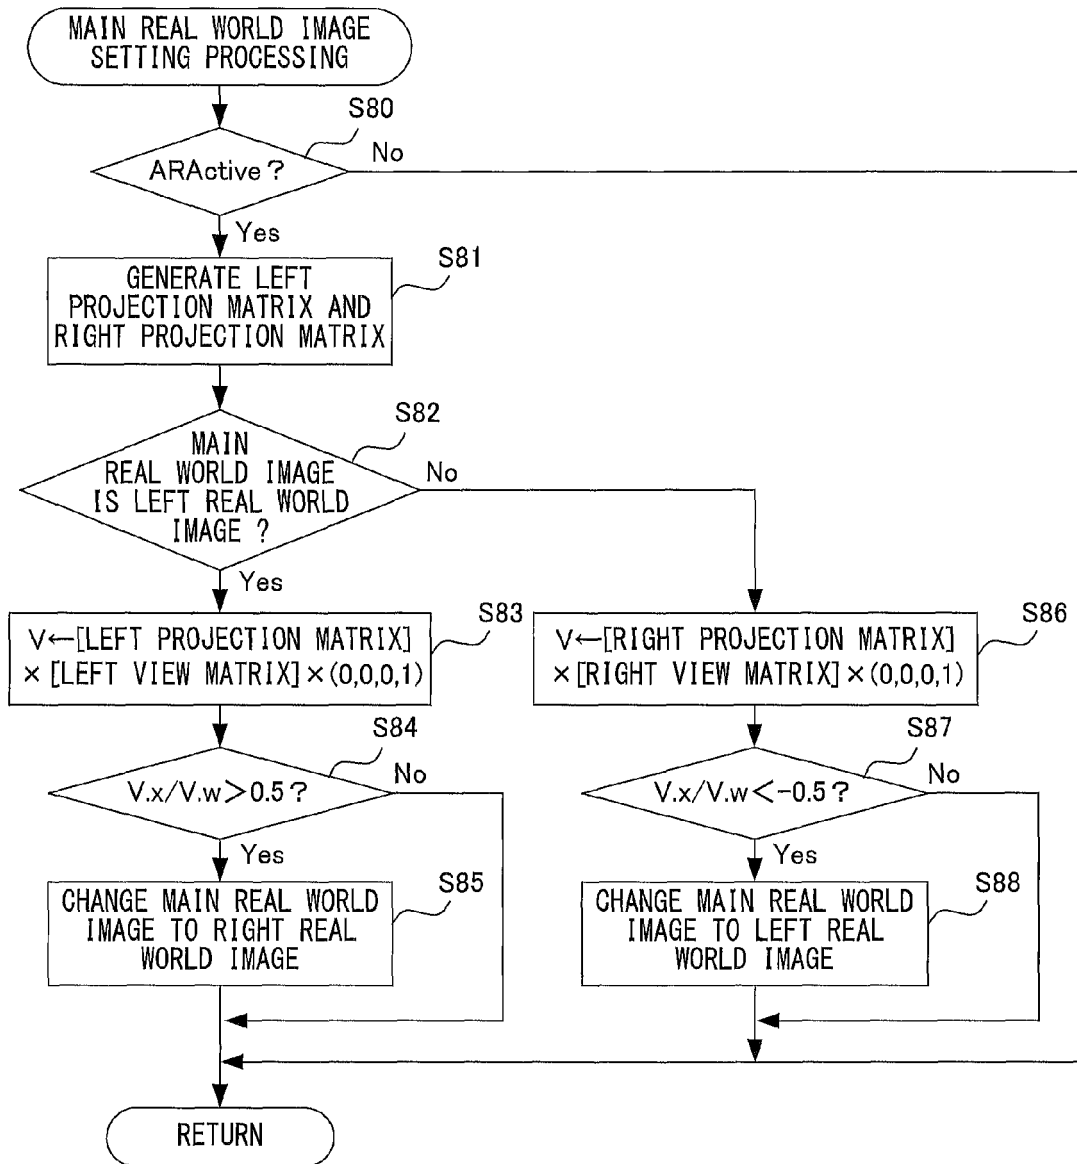 MAIN REAL WORLD IMAGE
SETTING PROCESSING
S80
ARActive?
No
Yes
S81
GENERATE LEFT
PROJECTION MATRIX AND
RIGHT PROJECTION MATRIX
S82
MAIN
REAL WORLD IMAGE
IS LEFT REAL WORLD
IMAGE ?
No
Yes
S83
V←[LEFT PROJECTION MATRIX]
×[LEFT VIEW MATRIX]×(0,0,0,1)
S86
V←[RIGHT PROJECTION MATRIX]
×[RIGHT VIEW MATRIX]×(0,0,0,1)
S84
V.x/V.w>0.5?
No
Yes
S87
V.x/V.w<-0.5?
No
Yes
S85
CHANGE MAIN REAL WORLD
IMAGE TO RIGHT REAL
WORLD IMAGE
S88
CHANGE MAIN REAL WORLD
IMAGE TO LEFT REAL
WORLD IMAGE
RETURN